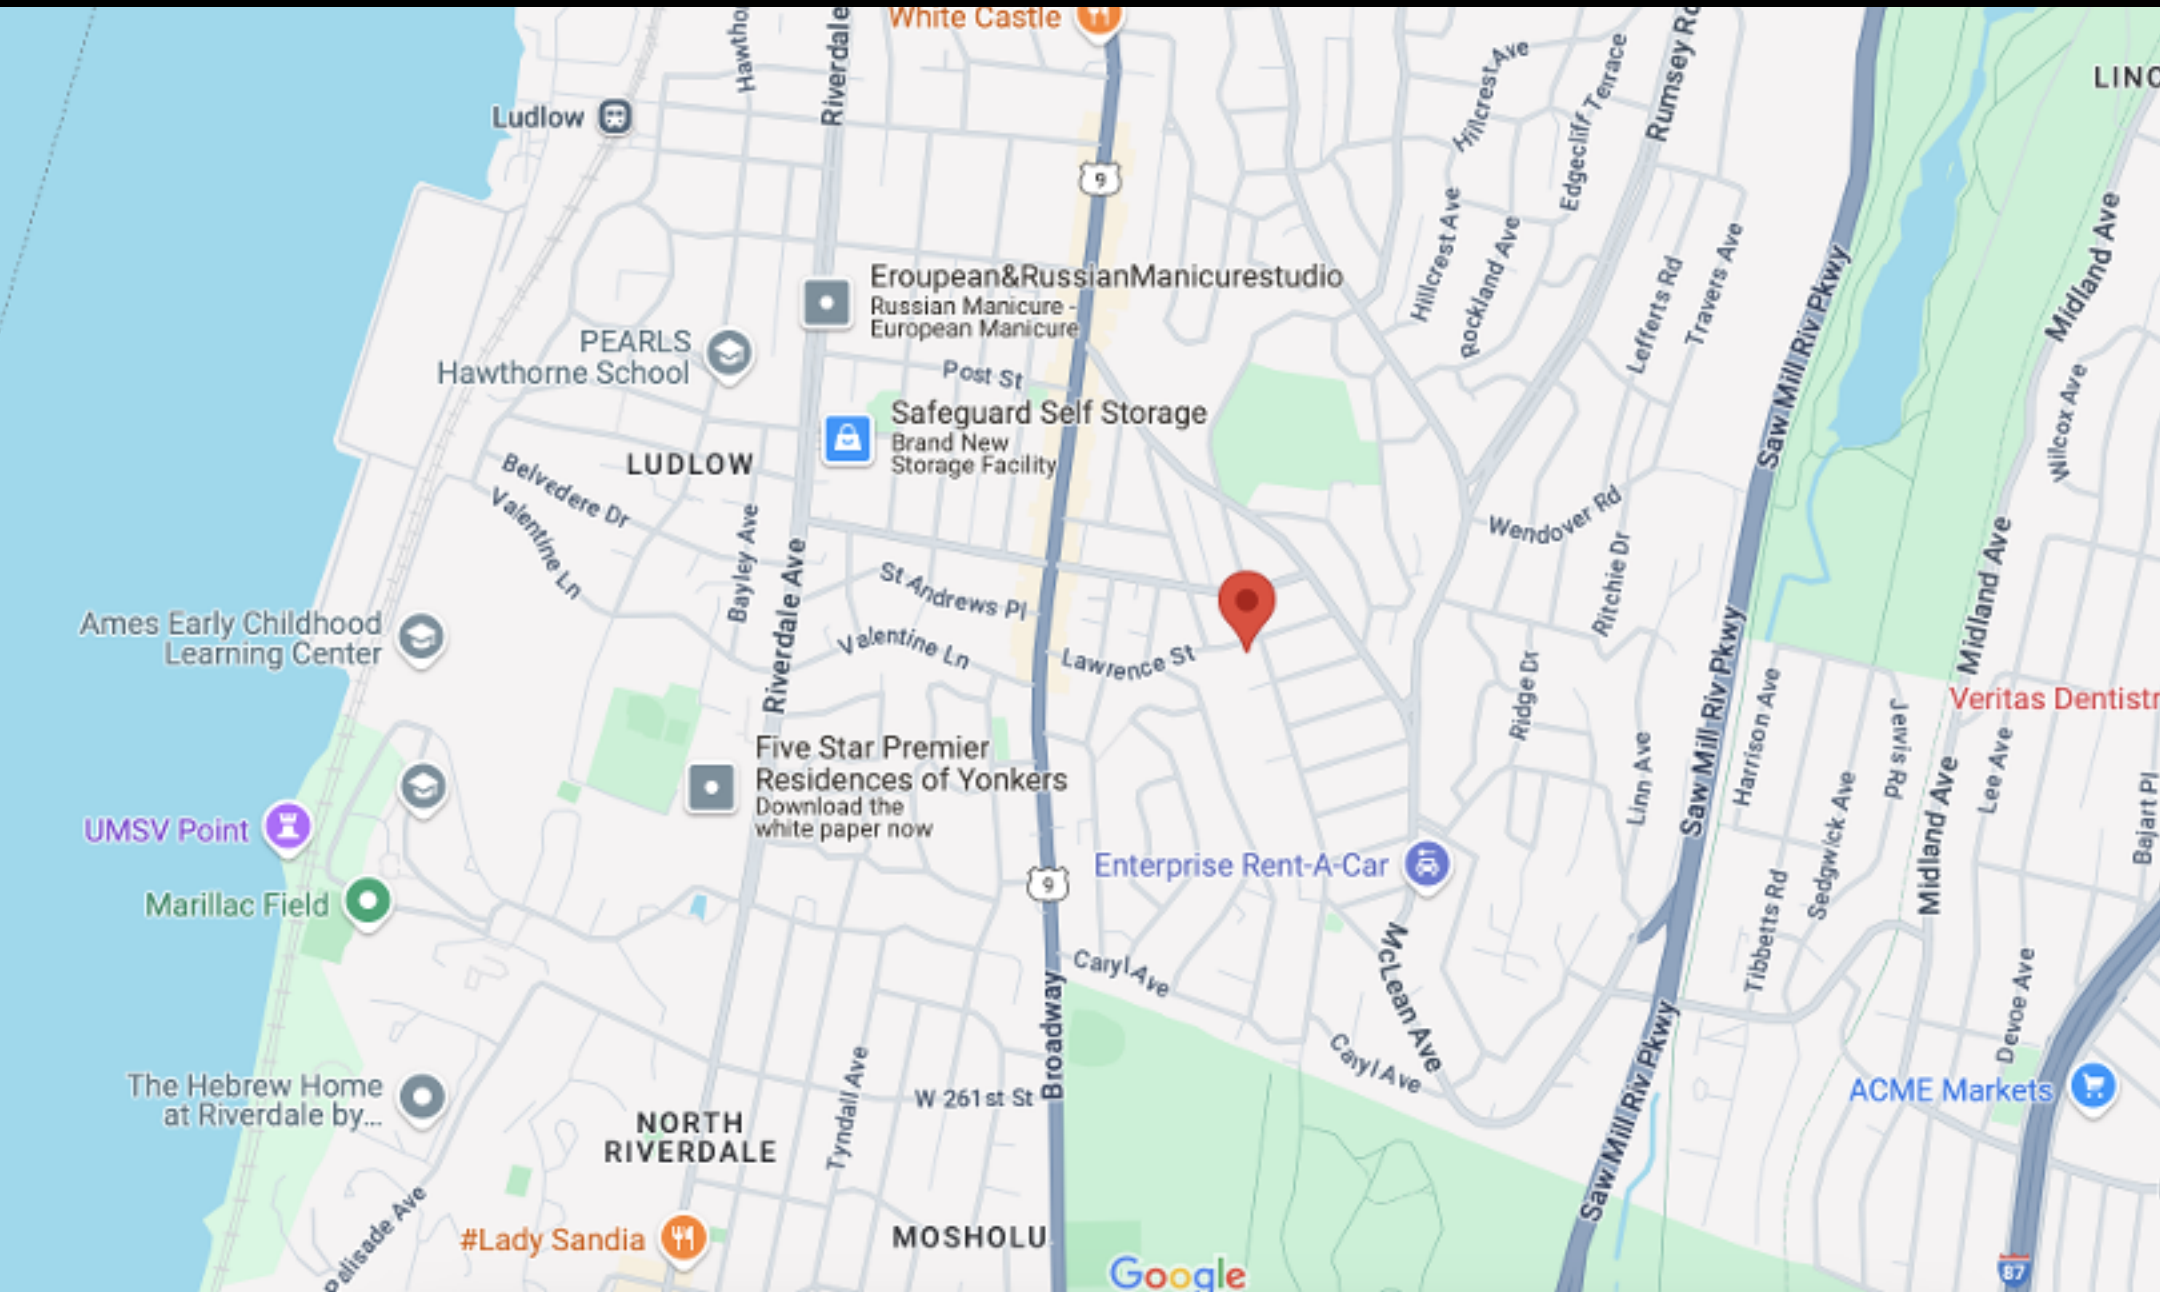 White Castle
Hawtho
Riverdale
Ludlow
9
Hillcrest Ave
Edgecliff Terrace
Rumsey Rd
LINC
Hillcrest Ave
Rockland Ave
Lefferts Rd
Travers Ave
Saw Mill Riv Pkwy
Midland Ave
Wilcox Ave
Eroupean&RussianManicurestudio
Russian Manicure -
European Manicure
PEARLS
Hawthorne School
Post St
Safeguard Self Storage
Brand New
Storage Facility
LUDLOW
Belvedere Dr
Valentine Ln
Bayley Ave
Riverdale Ave
St Andrews Pl
Valentine Ln
Lawrence St
Wendover Rd
Ritchie Dr
Ridge Dr
Linn Ave
Saw Mill Riv Pkwy
Harrison Ave
Jervis Rd
Midland Ave
Veritas Dentistr
Lee Ave
Sedgwick Ave
Midland Ave
Bajart Pl
Tibbetts Rd
Devoe Ave
Ames Early Childhood
Learning Center
UMSV Point
Marillac Field
Five Star Premier
Residences of Yonkers
Download the
white paper now
9
Enterprise Rent-A-Car
McLean Ave
Caryl Ave
Caryl Ave
Broadway
W 261st St
Tyndall Ave
The Hebrew Home
at Riverdale by...
NORTH
RIVERDALE
Palisade Ave
#Lady Sandia
MOSHOLU
Google
Saw Mill Riv Pkwy
ACME Markets
87